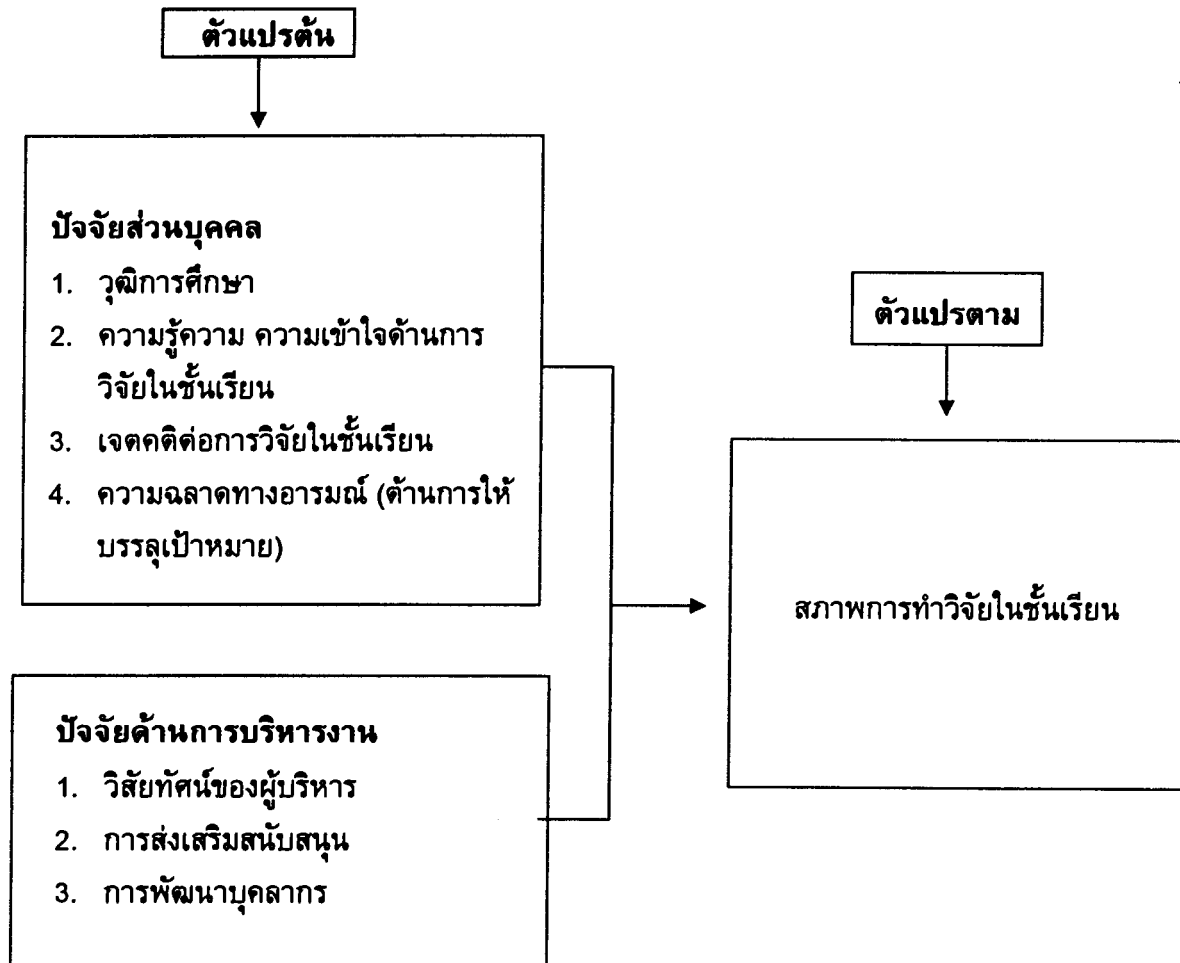 ตัวแปรต้น
ปัจจัยส่วนบุคคล
1. วุฒิการศึกษา
2. ความรู้ความ ความเข้าใจด้านการ
วิจัยในชั้นเรียน
3. เจตคติต่อการวิจัยในชั้นเรียน
4. ความฉลาดทางอารมณ์ (ด้านการให้
บรรลุเป้าหมาย)
ตัวแปรตาม
สภาพการทำวิจัยในชั้นเรียน
ปัจจัยด้านการบริหารงาน
1. วิสัยทัศน์ของผู้บริหาร
2. การส่งเสริมสนับสนุน
3. การพัฒนาบุคลากร